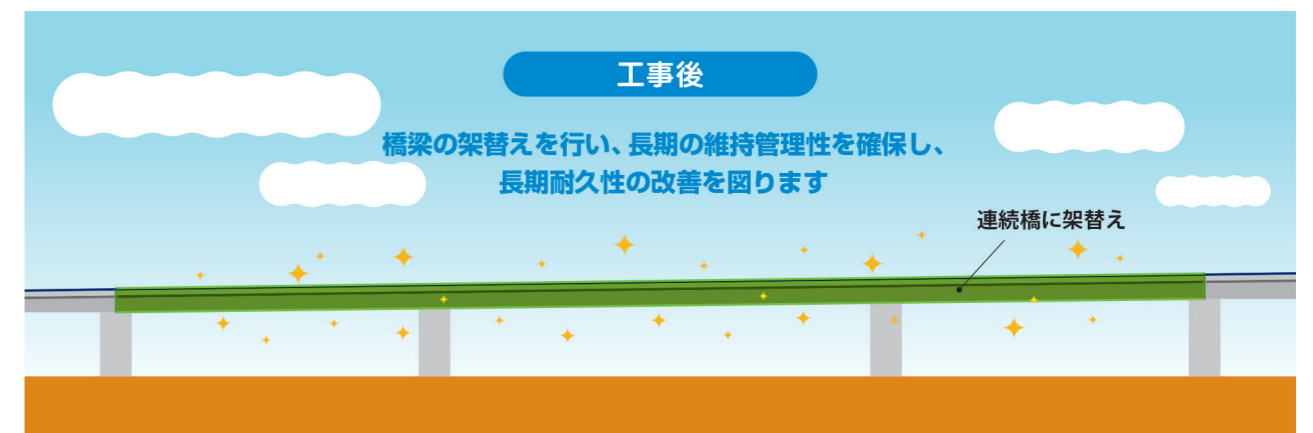 工事後
橋梁の架替えを行い、長期の維持管理性を確保し、
長期耐久性の改善を図ります
連続橋に架替え